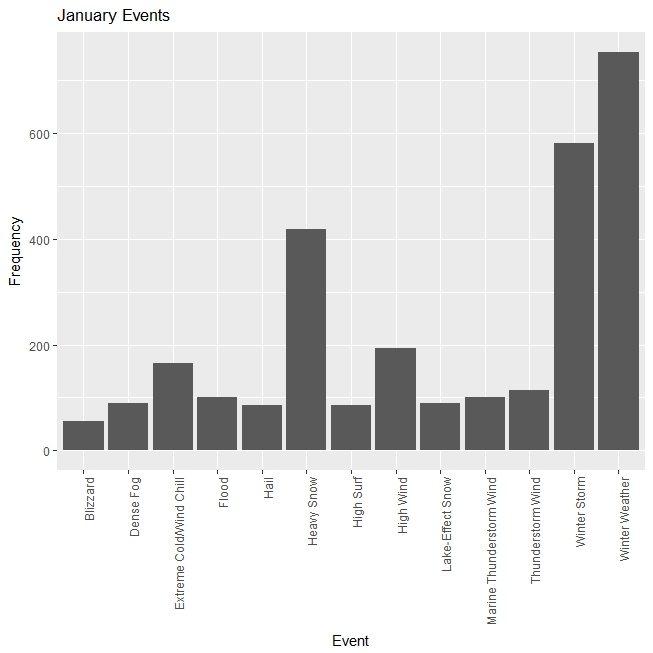 January Events
Frequency
600
400
200
0
Blizzard
Dense Fog
Extreme Cold/Wind Chill
Flood
Hail
Heavy Snow
High Surf
High Wind
Lake-Effect Snow
Marine Thunderstorm Wind
Thunderstorm Wind
Winter Storm
Winter Weather
Event